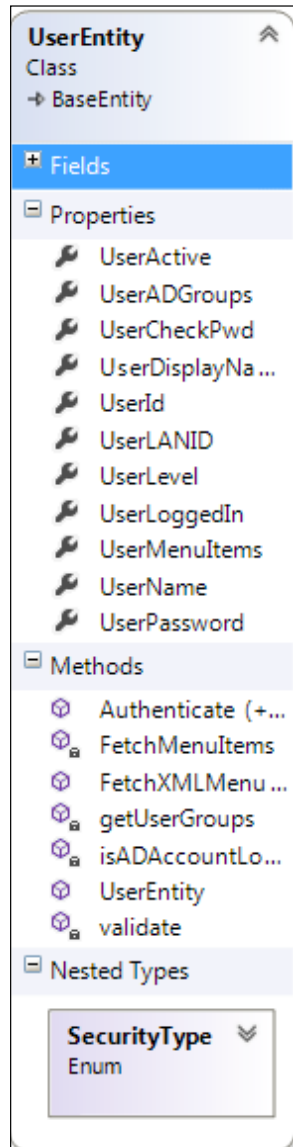 UserEntity
Class
BaseEntity
Fields
Properties
UserActive
UserADGroups
UserCheckPwd
UserDisplayNa...
UserId
UserLANID
UserLevel
UserLoggedIn
UserMenuItems
UserName
UserPassword
Methods
Authenticate (+...
FetchMenuItems
FetchXMLMenu...
getUserGroups
isADAccountLo...
UserEntity
validate
Nested Types
SecurityType
Enum